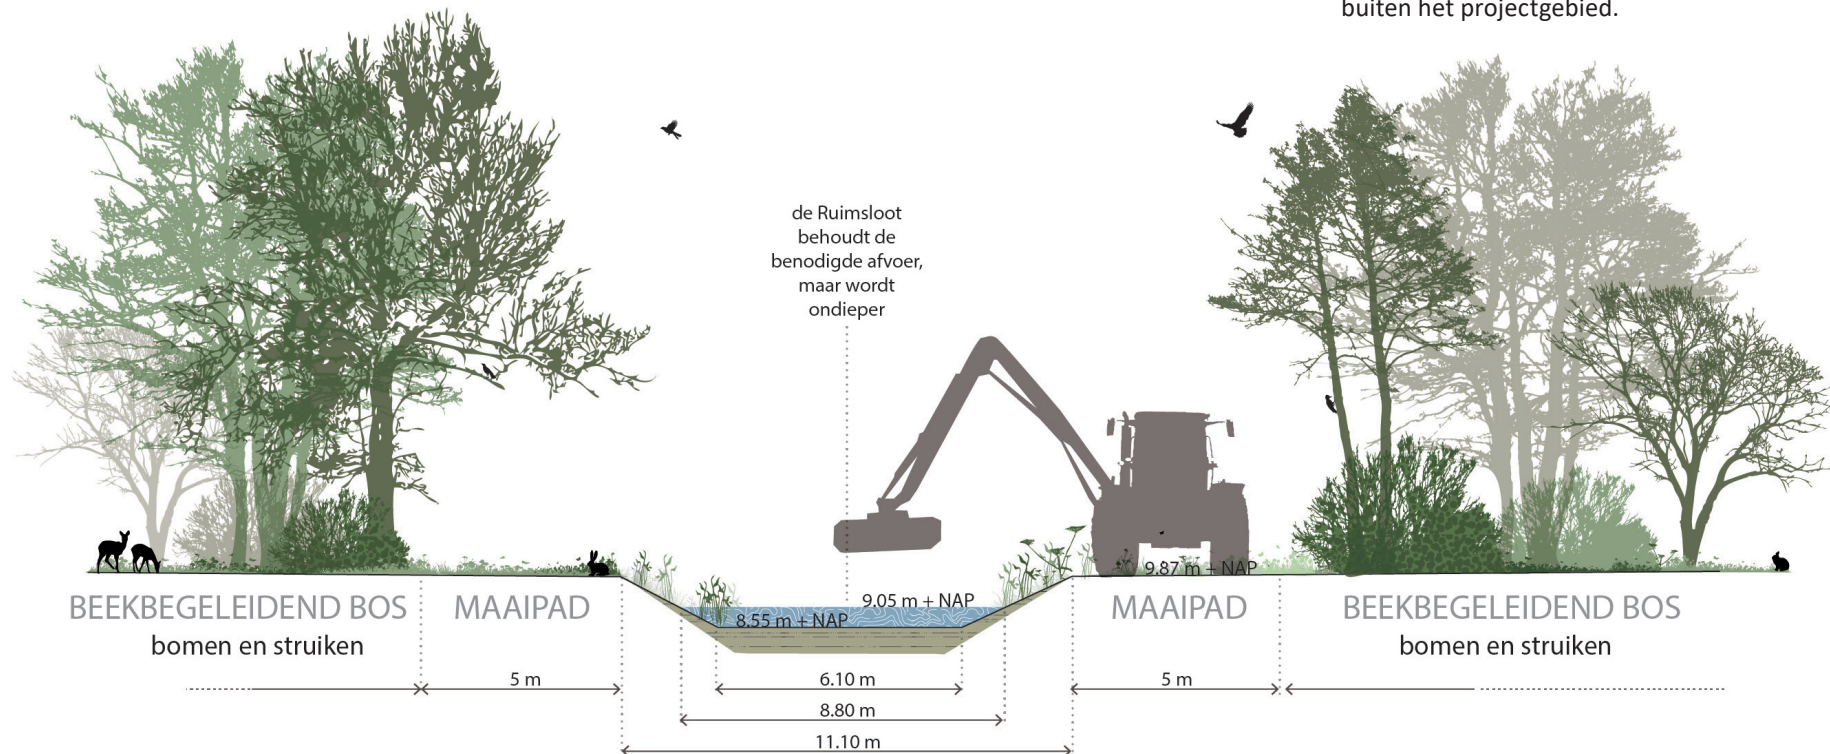 buiten het projectgebied.
de Ruimsloot
behoudt de
benodigde afvoer,
maar wordt
ondieper
9.87 m + NAP
9.05 m + NAP
8.55 m + NAP
BEEKBEGELEIDEND BOS
bomen en struiken
MAAIPAD
MAAIPAD
BEEKBEGELEIDEND BOS
bomen en struiken
5 m
6.10 m
5 m
8.80 m
11.10 m